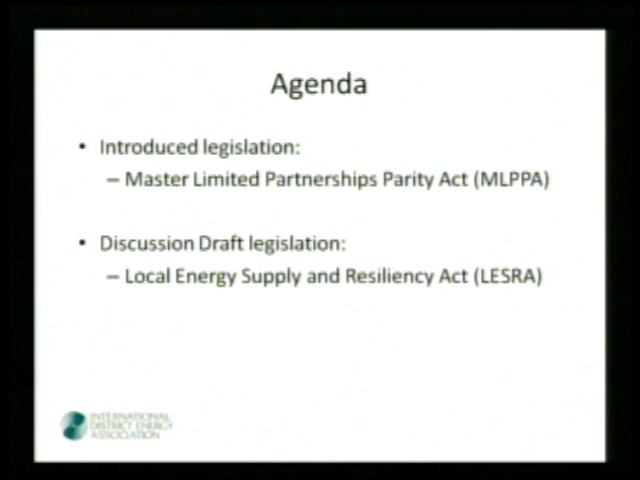 Agenda
• Introduced legislation:
– Master Limited Partnerships Parity Act (MLPPA)
• Discussion Draft legislation:
– Local Energy Supply and Resiliency Act (LESRA)
INTERNATIONAL
DISTRICT ENERGY
ASSOCIATION